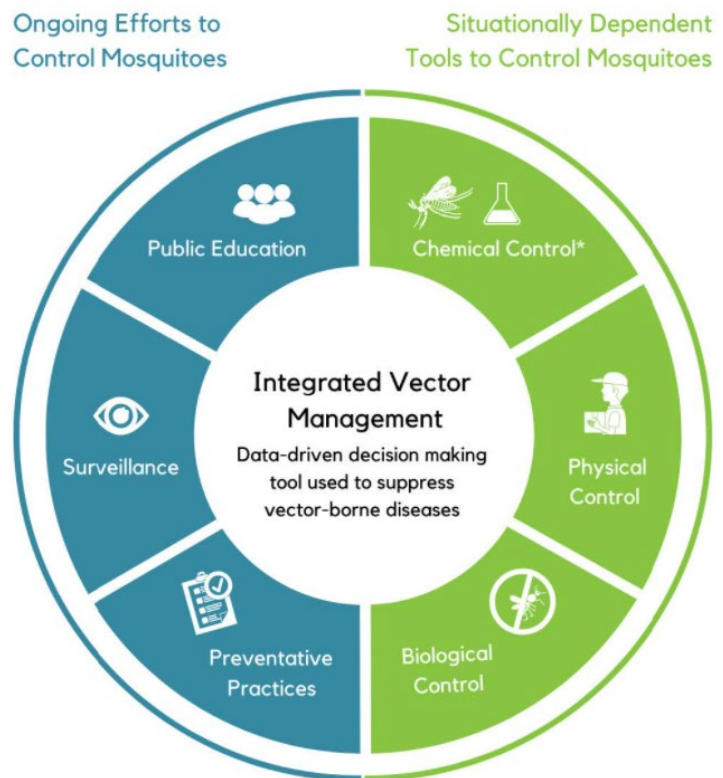 Ongoing Efforts to
Control Mosquitoes
Situationally Dependent
Tools to Control Mosquitoes
Public Education
Chemical Control*
Surveillance
Integrated Vector
Management
Data-driven decision making
tool used to suppress
vector-borne diseases
Physical
Control
Preventative
Practices
Biological
Control